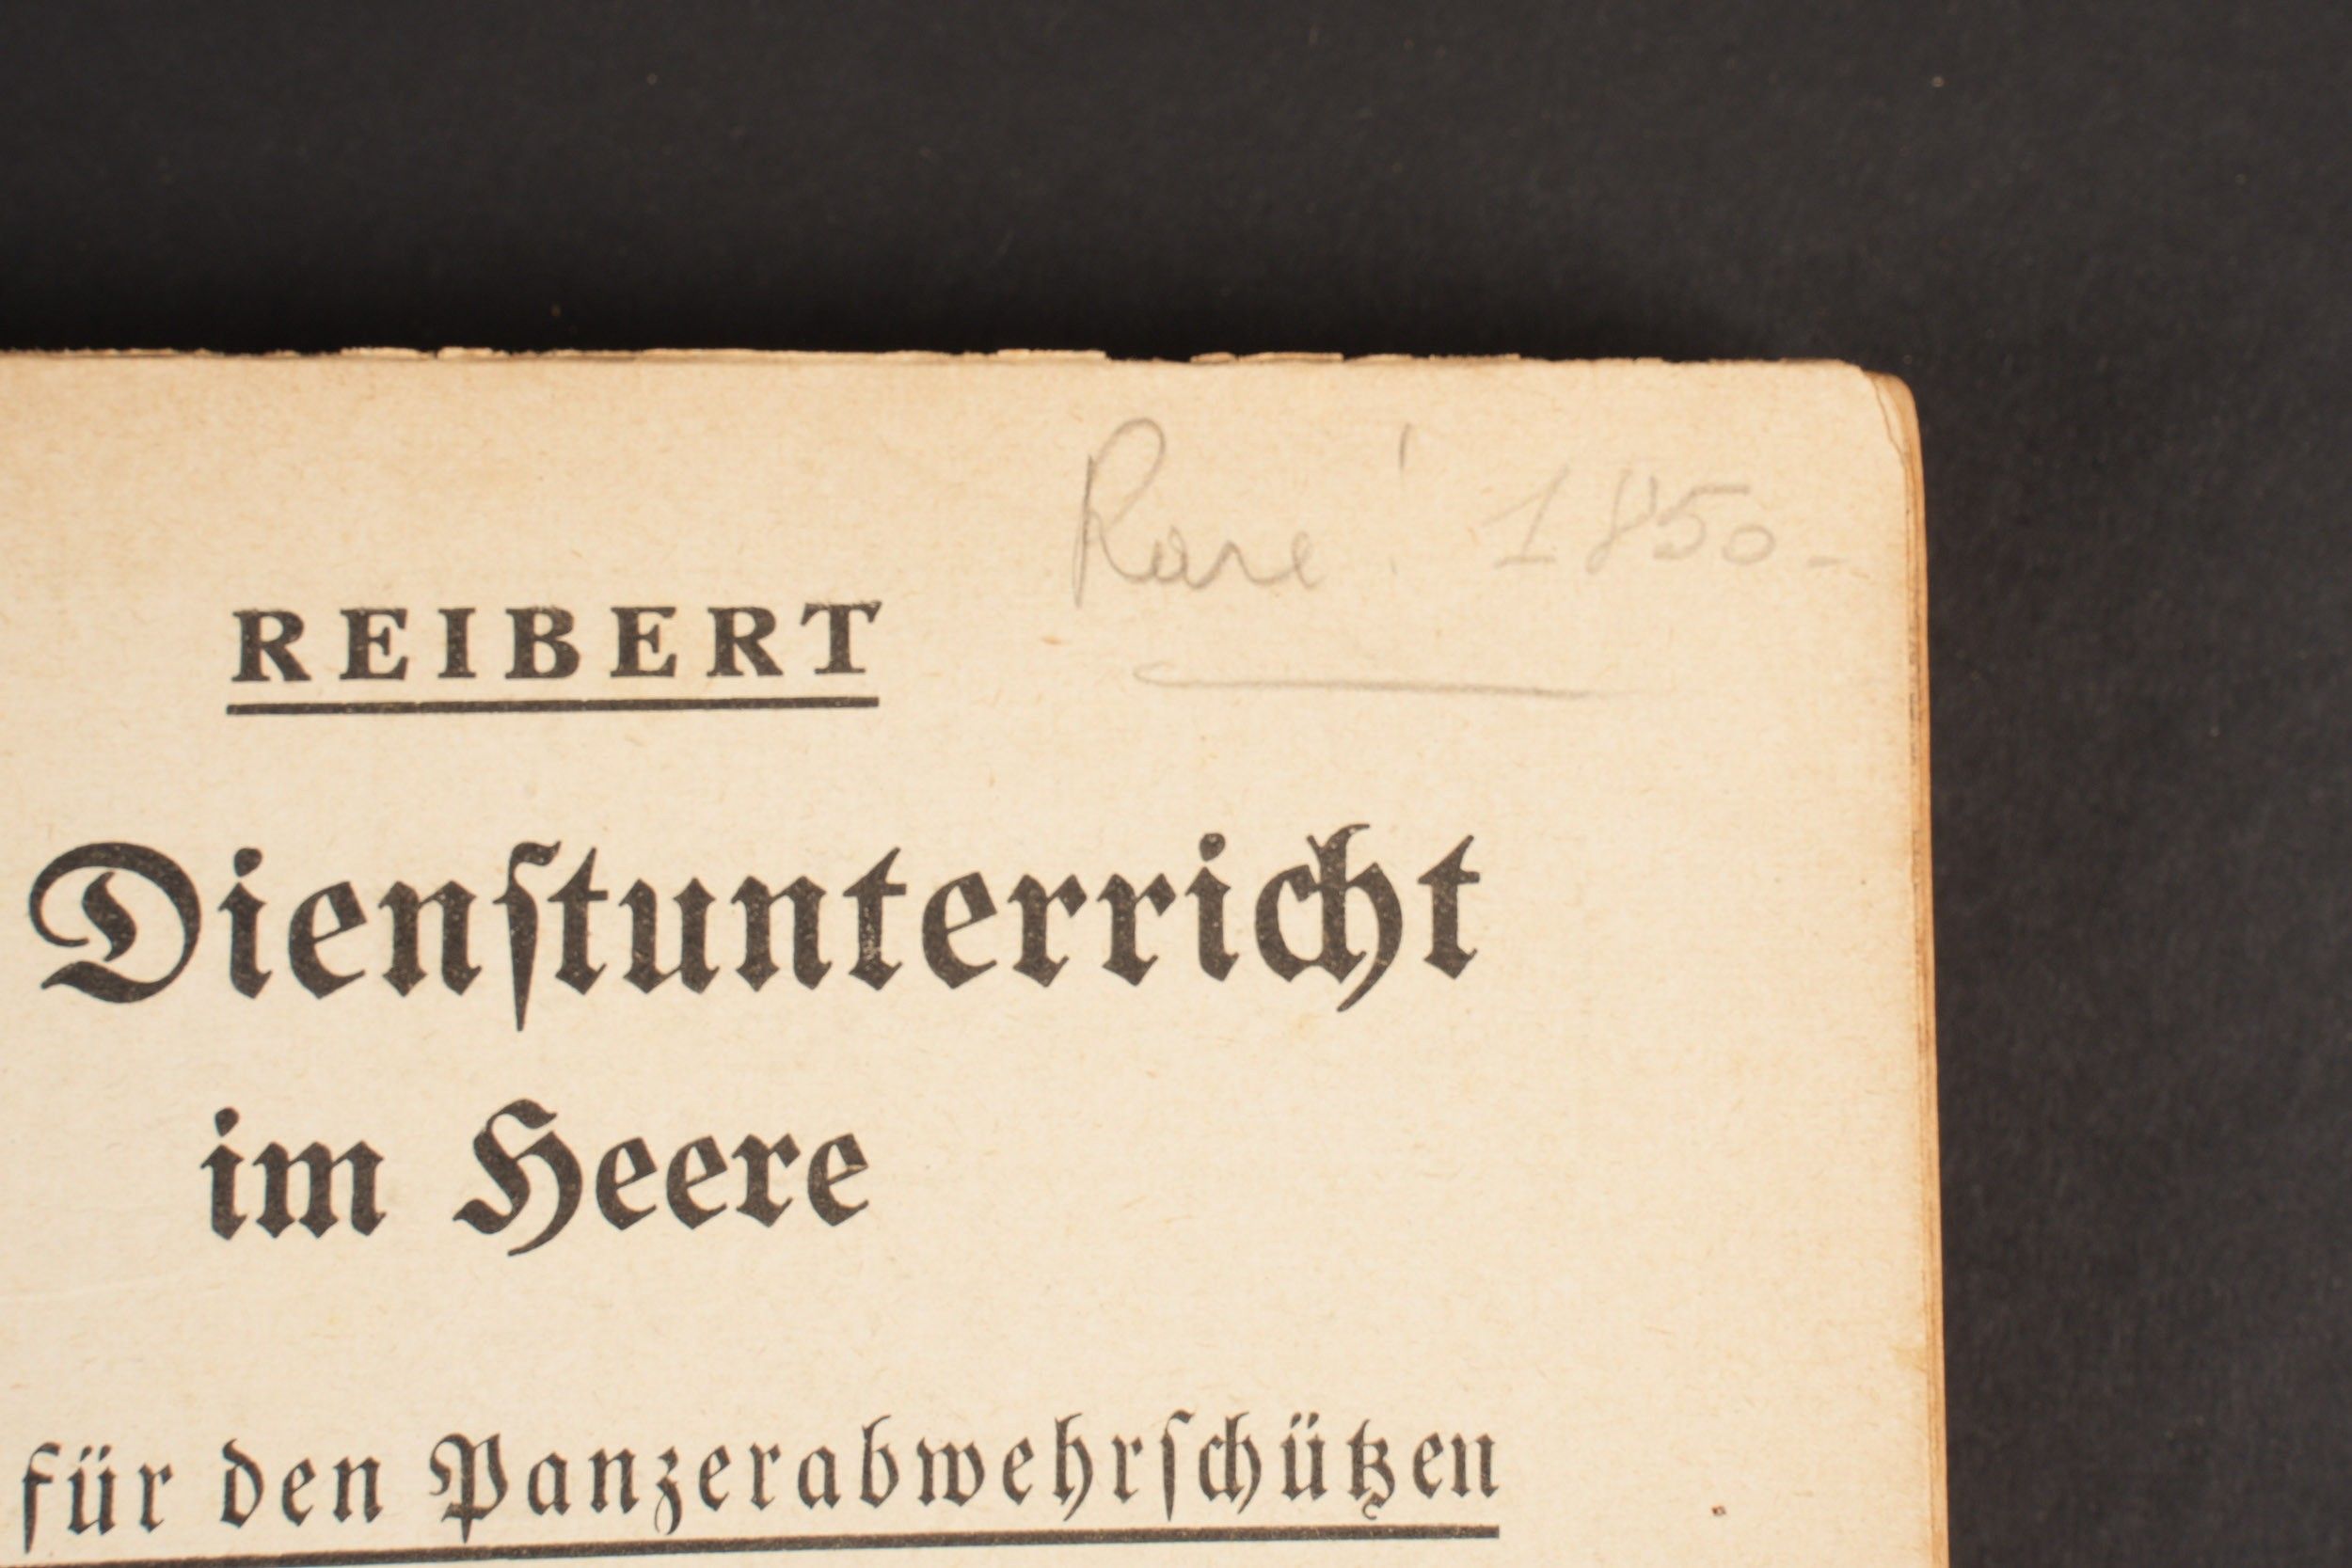 Rare! 1850-
REIBERT
Dienſtunterricht
im Heere
für den Panzerabwehrſchützen